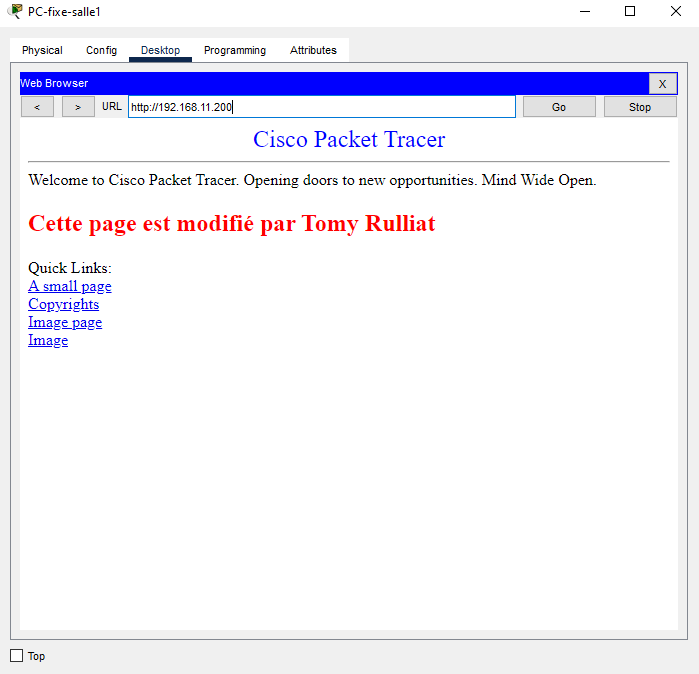 PC-fixe-salle1
Physical Config Desktop Programming Attributes
Web Browser X
< > URL http://192.168.11.200 Go Stop
Cisco Packet Tracer
Welcome to Cisco Packet Tracer. Opening doors to new opportunities. Mind Wide Open.
Cette page est modifié par Tomy Rulliat
Quick Links:
A small page
Copyrights
Image page
Image
Top